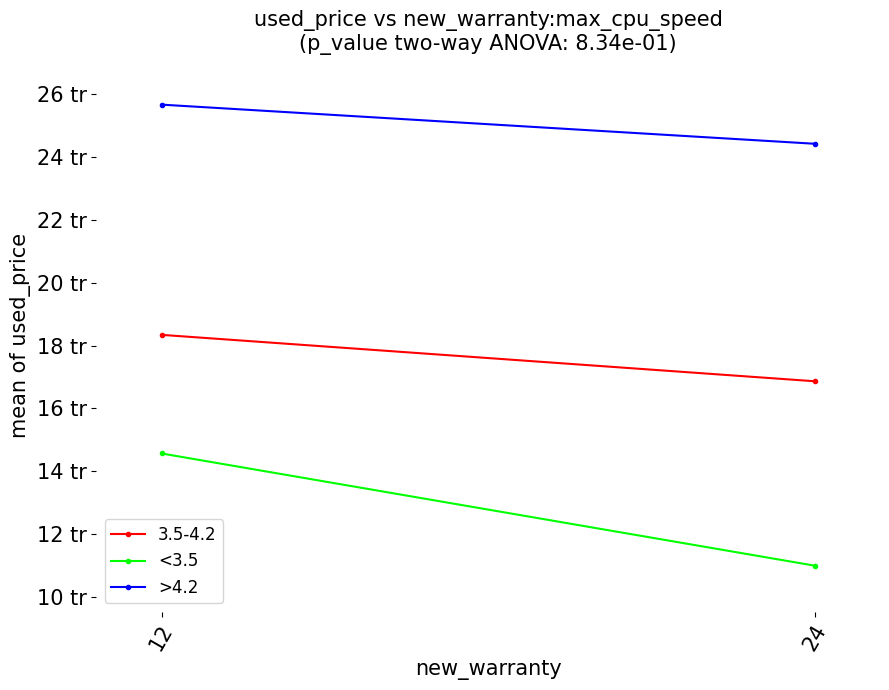 used_price vs new_warranty:max_cpu_speed
(p_value two-way ANOVA: 8.34e-01)
mean of used_price
26 tr
24 tr
22 tr
20 tr
18 tr
16 tr
14 tr
12 tr
10 tr
3.5-4.2
<3.5
>4.2
12
24
new_warranty